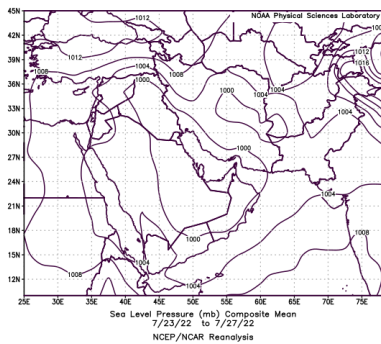 NOAA Physical Sciences Laboratory
45N
42N
39N
36N
33N
30N
27N
24N
21N
18N
15N
12N
1012
1012
1008
1004
1000
1008
1012
1016
1000
1004
1004
1004
1000
1004
1000
1008
1008
1004
1004
25E 30E 35E 40E 45E 50E 55E 60E 65E 70E 75E
Sea Level Pressure (mb) Composite Mean
7/23/22 to 7/27/22
NCEP/NCAR Reanalysis